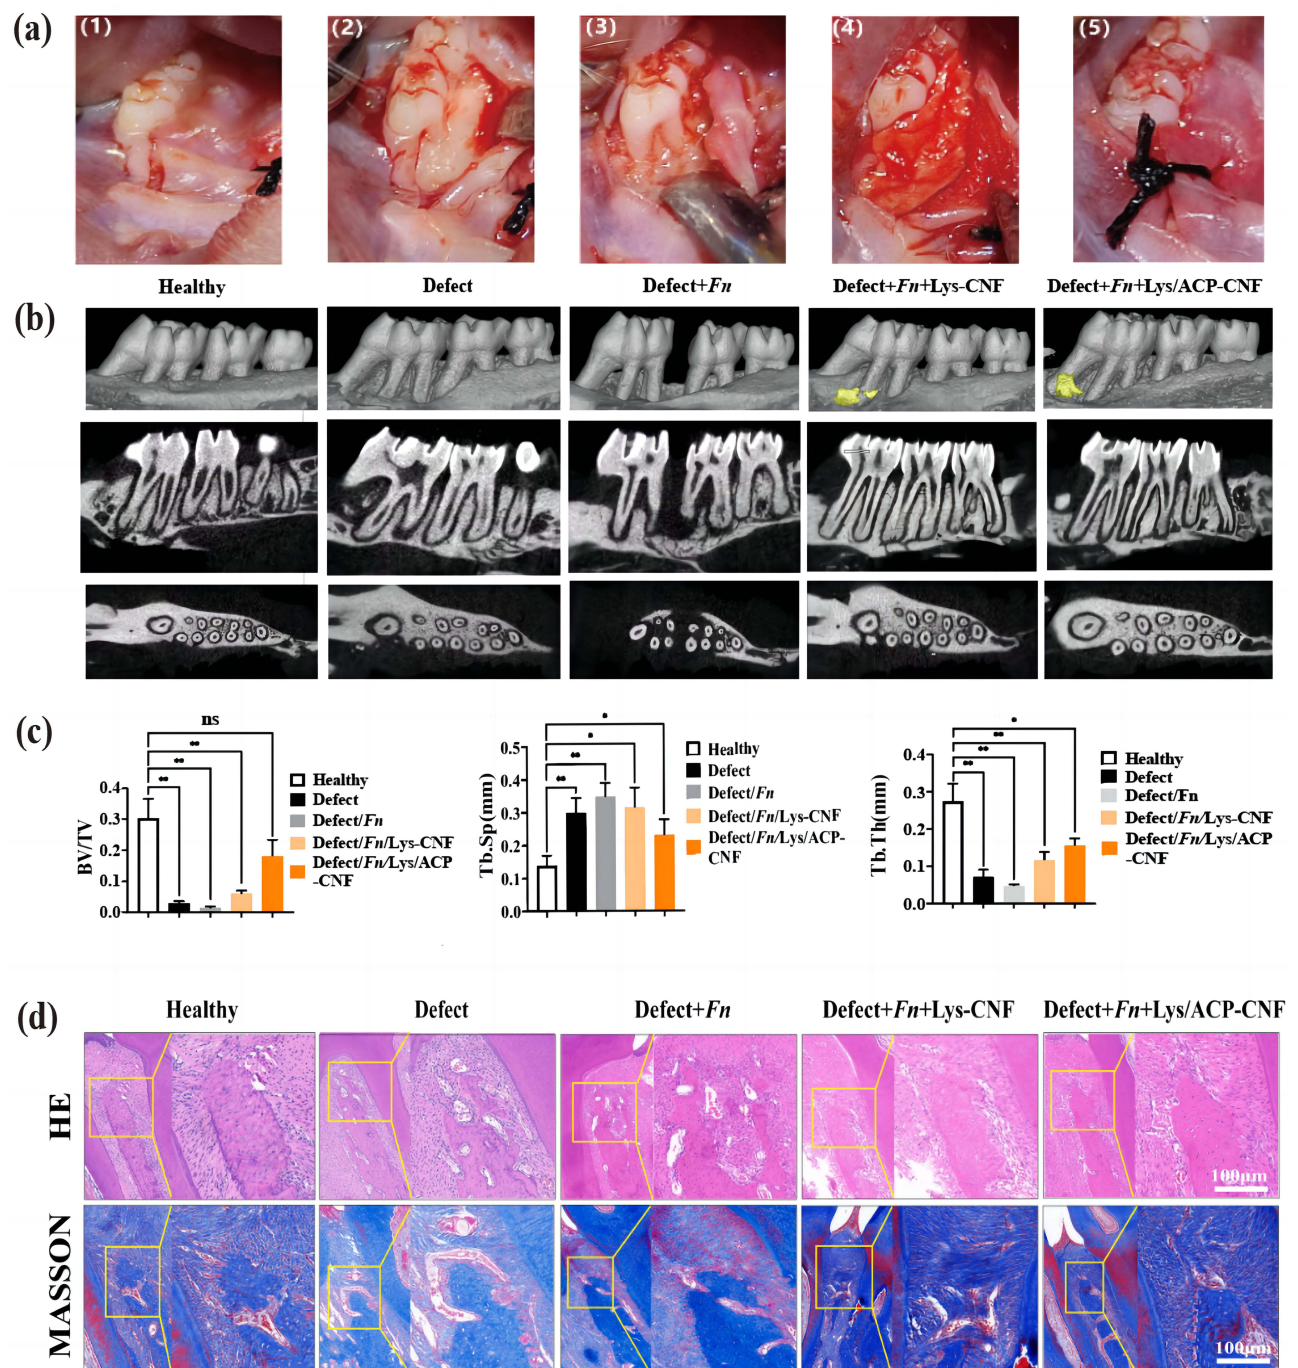 (a)
(1)
(2)
(3)
(4)
(5)
Healthy
Defect
Defect+Fn
Defect+Fn+Lys-CNF
Defect+Fn+Lys/ACP-CNF
(b)
(c)
ns
**
**
**
0.4
0.3
0.2
0.1
0.0
BV/TV
Healthy
Defect
Defect/Fn
Defect/Fn/Lys-CNF
Defect/Fn/Lys/ACP
-CNF
*
*
**
**
0.5
0.4
0.3
0.2
0.1
0.0
Tb.Sp(mm)
Healthy
Defect
Defect/Fn
Defect/Fn/Lys-CNF
Defect/Fn/Lys/ACP-
CNF
*
**
**
**
0.4
0.3
0.2
0.1
0.0
Tb.Th(mm)
Healthy
Defect
Defect/Fn
Defect/Fn/Lys-CNF
Defect/Fn/Lys/ACP
-CNF
(d)
Healthy
Defect
Defect+Fn
Defect+Fn+Lys-CNF
Defect+Fn+Lys/ACP-CNF
HE
100μm
MASSON
100μm